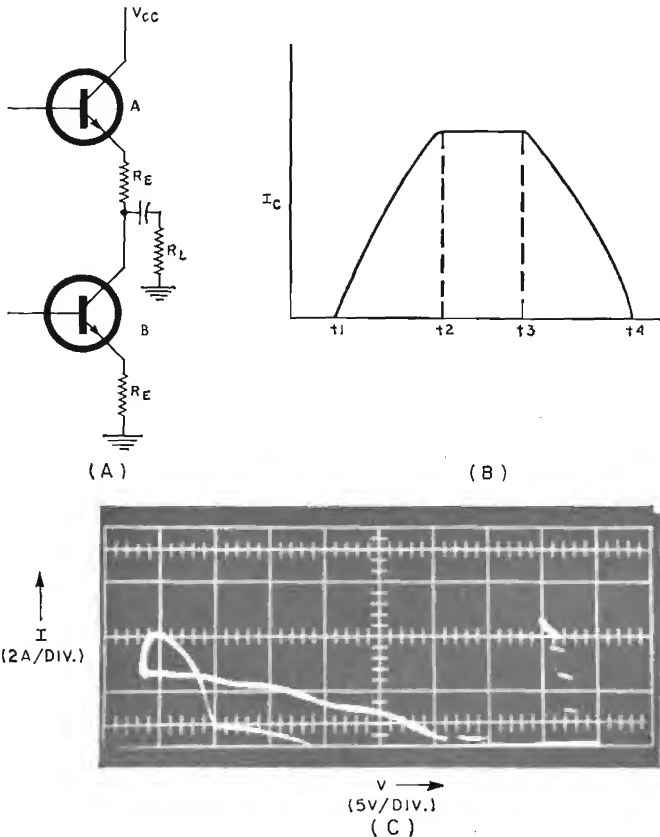 VCC
A
RE
RL
B
RE
(A)
IC
t1 t2 t3 t4
(B)
I
(2A/DIV.)
V
(5V/DIV.)
(C)